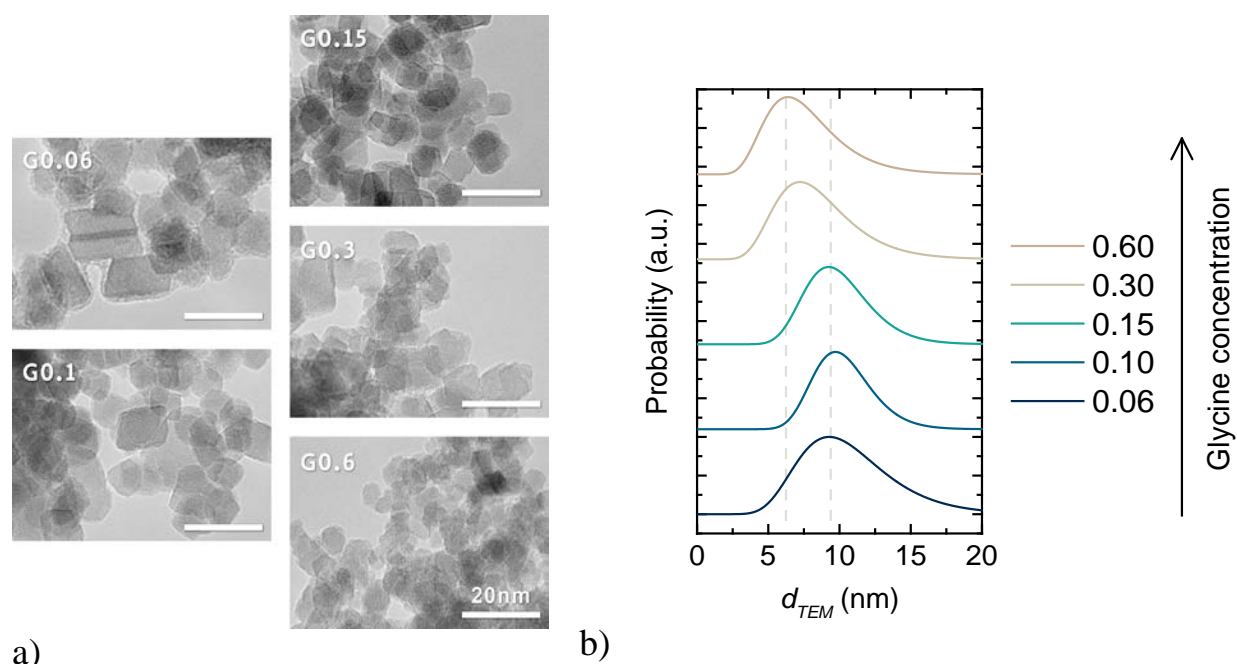 G0.06
G0.1
G0.15
G0.3
G0.6
20nm
a)
Probability (a.u.)
0
5
10
15
20
d_TEM (nm)
0.60
0.30
0.15
0.10
0.06
Glycine concentration
b)